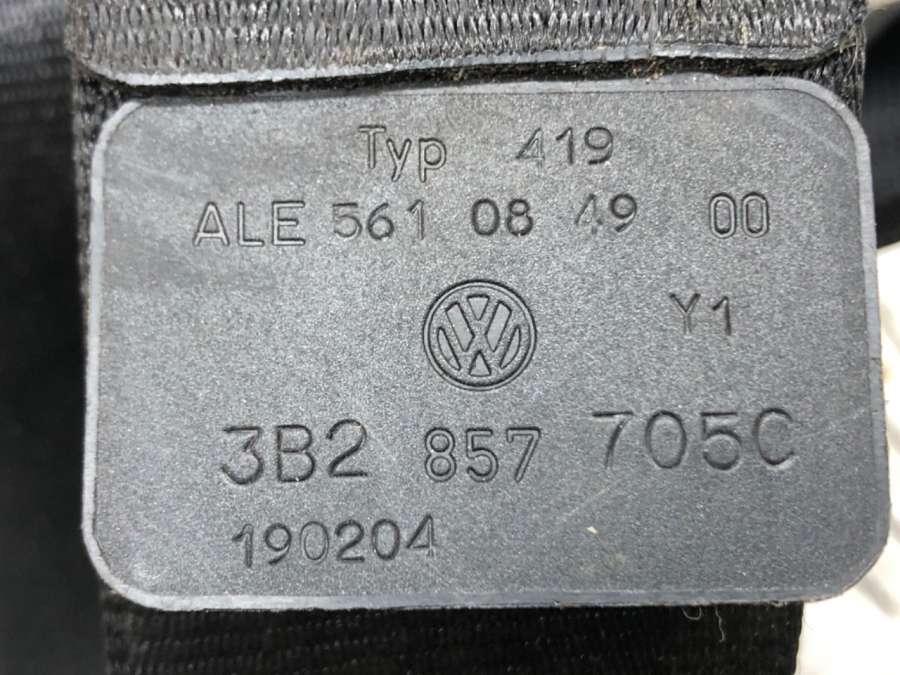 Typ 419
ALE 561 08 49 00
Y1
3B2 857 705C
190204